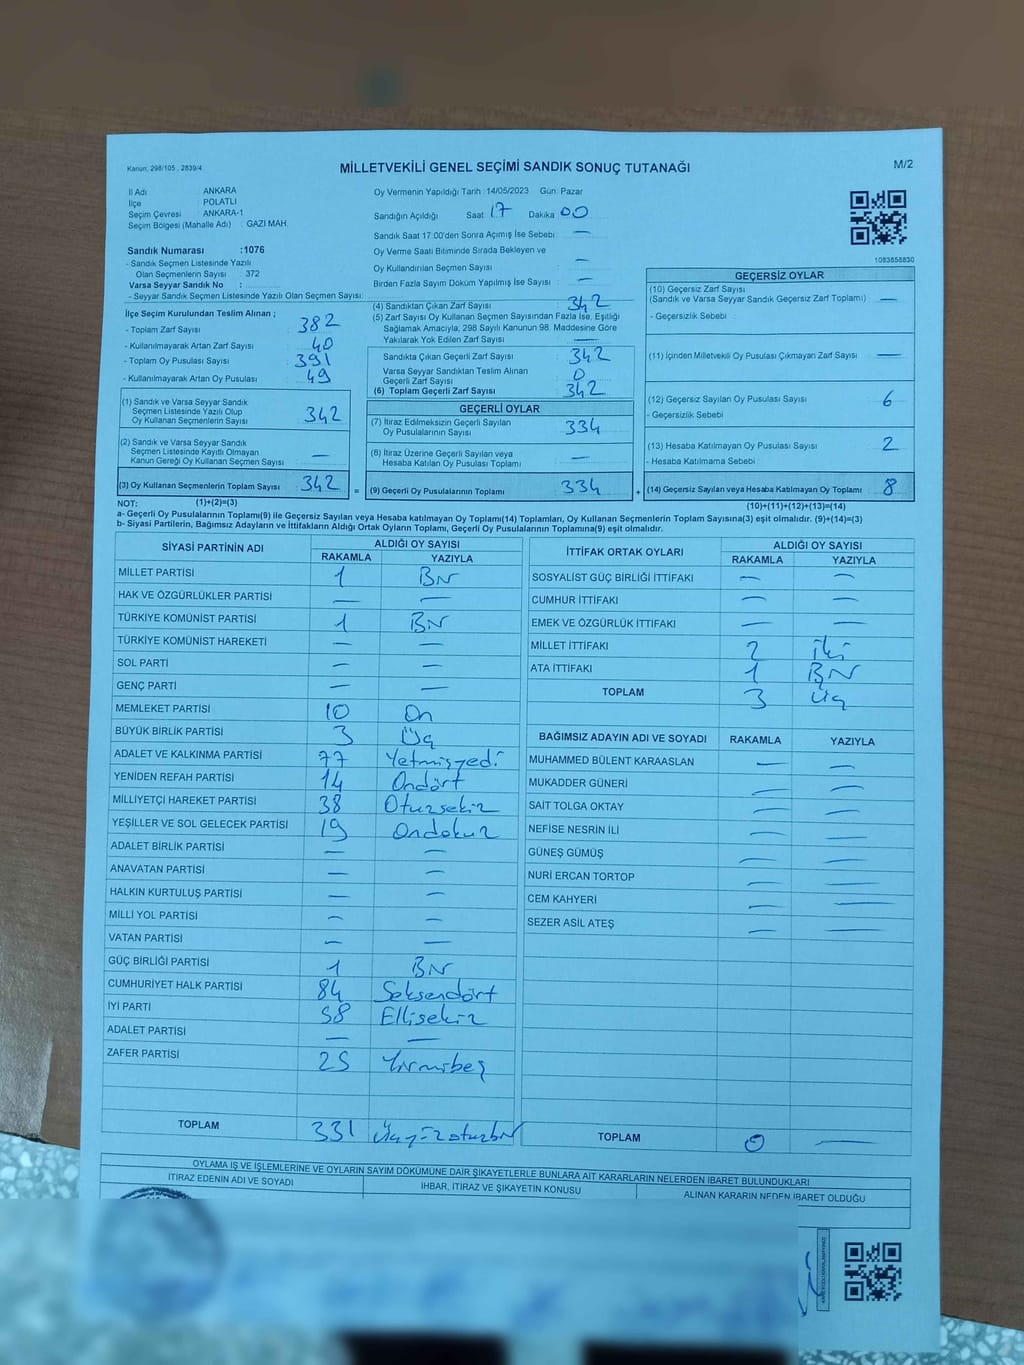 Kanun: 298/105 , 2839/4
MİLLETVEKİLİ GENEL SEÇİMİ SANDIK SONUÇ TUTANAĞI
M/2
İl Adı : ANKARA
İlçe : POLATLI
Seçim Çevresi : ANKARA-1
Seçim Bölgesi (Mahalle Adı) : GAZİ MAH.
Oy Vermenin Yapıldığı Tarih :14/05/2023 Gün: Pazar
Sandığın Açıldığı Saat 17 Dakika 00
Sandık Saat 17:00'den Sonra Açımış İse Sebebi : —
Oy Verme Saati Bitiminde Sırada Bekleyen ve
Oy Kullandırılan Seçmen Sayısı : —
Birden Fazla Sayım Döküm Yapılmış İse Sayısı : —
1083658830
Sandık Numarası :1076
- Sandık Seçmen Listesinde Yazılı
Olan Seçmenlerin Sayısı : 372
Varsa Seyyar Sandık No :
- Seyyar Sandık Seçmen Listesinde Yazılı Olan Seçmen Sayısı:
İlçe Seçim Kurulundan Teslim Alınan ;
- Toplam Zarf Sayısı : 382
- Kullanılmayarak Artan Zarf Sayısı : 40
- Toplam Oy Pusulası Sayısı : 391
- Kullanılmayarak Artan Oy Pusulası : 49
(1) Sandık ve Varsa Seyyar Sandık
Seçmen Listesinde Yazılı Olup
Oy Kullanan Seçmenlerin Sayısı : 342
(2) Sandık ve Varsa Seyyar Sandık
Seçmen Listesinde Kayıtlı Olmayan
Kanun Gereği Oy Kullanan Seçmen Sayısı : —
(3) Oy Kullanan Seçmenlerin Toplam Sayısı : 342
(4) Sandıktan Çıkan Zarf Sayısı : 342
(5) Zarf Sayısı Oy Kullanan Seçmen Sayısından Fazla İse, Eşitliği
Sağlamak Amacıyla, 298 Sayılı Kanunun 98. Maddesine Göre
Yakılarak Yok Edilen Zarf Sayısı : —
Sandıkta Çıkan Geçerli Zarf Sayısı : 342
Varsa Seyyar Sandıktan Teslim Alınan
Geçerli Zarf Sayısı : 0
(6) Toplam Geçerli Zarf Sayısı : 342
GEÇERLİ OYLAR
(7) İtiraz Edilmeksizin Geçerli Sayılan
Oy Pusulalarının Sayısı : 334
(8) İtiraz Üzerine Geçerli Sayılan veya
Hesaba Katılan Oy Pusulası Toplamı : —
= (9) Geçerli Oy Pusulalarının Toplamı : 334
GEÇERSİZ OYLAR
(10) Geçersiz Zarf Sayısı
(Sandık ve Varsa Seyyar Sandık Geçersiz Zarf Toplamı) : —
- Geçersizlik Sebebi :
(11) İçinden Milletvekili Oy Pusulası Çıkmayan Zarf Sayısı : —
(12) Geçersiz Sayılan Oy Pusulası Sayısı : 6
- Geçersizlik Sebebi :
(13) Hesaba Katılmayan Oy Pusulası Sayısı : 2
- Hesaba Katılmama Sebebi :
+ (14) Geçersiz Sayılan veya Hesaba Katılmayan Oy Toplamı : 8
NOT: (1)+(2)=(3) (10)+(11)+(12)+(13)=(14)
a- Geçerli Oy Pusulalarının Toplamı(9) ile Geçersiz Sayılan veya Hesaba katılmayan Oy Toplamı(14) Toplamları, Oy Kullanan Seçmenlerin Toplam Sayısına(3) eşit olmalıdır. (9)+(14)=(3)
b- Siyasi Partilerin, Bağımsız Adayların ve İttifakların Aldığı Ortak Oyların Toplamı, Geçerli Oy Pusulalarının Toplamına(9) eşit olmalıdır.
SİYASİ PARTİNİN ADI ALDIĞI OY SAYISI
RAKAMLA YAZIYLA
MİLLET PARTİSİ 1 BİR
HAK VE ÖZGÜRLÜKLER PARTİSİ — —
TÜRKİYE KOMÜNİST PARTİSİ 1 BİR
TÜRKİYE KOMÜNİST HAREKETİ — —
SOL PARTİ — —
GENÇ PARTİ — —
MEMLEKET PARTİSİ 10 On
BÜYÜK BİRLİK PARTİSİ 3 Üç
ADALET VE KALKINMA PARTİSİ 77 Yetmişyedi
YENİDEN REFAH PARTİSİ 14 Ondört
MİLLİYETÇİ HAREKET PARTİSİ 38 Otuzsekiz
YEŞİLLER VE SOL GELECEK PARTİSİ 19 Ondokuz
ADALET BİRLİK PARTİSİ — —
ANAVATAN PARTİSİ — —
HALKIN KURTULUŞ PARTİSİ — —
MİLLİ YOL PARTİSİ — —
VATAN PARTİSİ — —
GÜÇ BİRLİĞİ PARTİSİ 1 BİR
CUMHURİYET HALK PARTİSİ 84 Seksendört
İYİ PARTİ 58 Ellisekiz
ADALET PARTİSİ — —
ZAFER PARTİSİ 25 Yirmibeş
TOPLAM 331 Üçyüzotuzbir
İTTİFAK ORTAK OYLARI ALDIĞI OY SAYISI
RAKAMLA YAZIYLA
SOSYALİST GÜÇ BİRLİĞİ İTTİFAKI — —
CUMHUR İTTİFAKI — —
EMEK VE ÖZGÜRLÜK İTTİFAKI — —
MİLLET İTTİFAKI 2 İki
ATA İTTİFAKI 1 BİR
TOPLAM 3 Üç
BAĞIMSIZ ADAYIN ADI VE SOYADI RAKAMLA YAZIYLA
MUHAMMED BÜLENT KARAASLAN — —
MUKADDER GÜNERİ — —
SAİT TOLGA OKTAY — —
NEFİSE NESRİN İLİ — —
GÜNEŞ GÜMÜŞ — —
NURİ ERCAN TORTOP — —
CEM KAHYERİ — —
SEZER ASİL ATEŞ — —
TOPLAM 0 —
OYLAMA İŞ VE İŞLEMLERİNE VE OYLARIN SAYIM DÖKÜMÜNE DAİR ŞİKAYETLERLE BUNLARA AİT KARARLARIN NELERDEN İBARET BULUNDUKLARI
İTİRAZ EDENİN ADI VE SOYADI İHBAR, İTİRAZ VE ŞİKAYETİN KONUSU ALINAN KARARIN NEDEN İBARET OLDUĞU